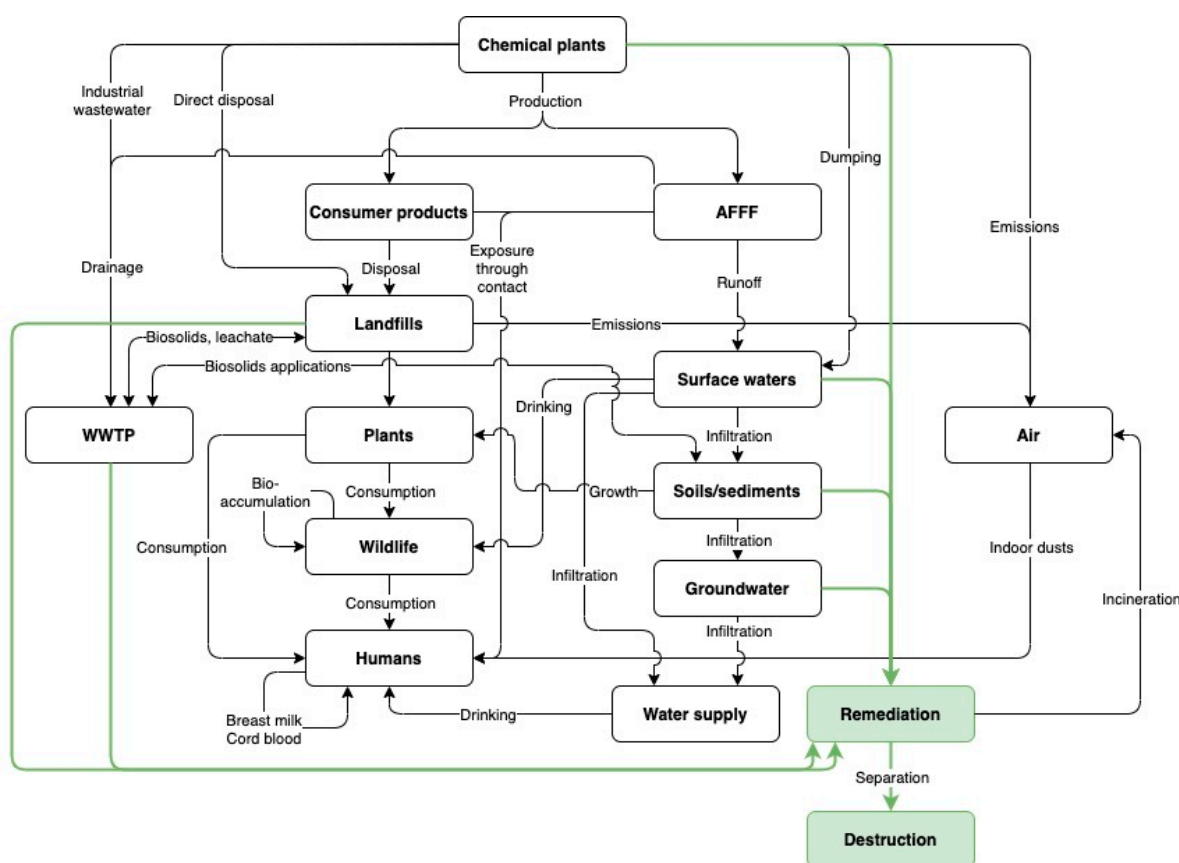 Chemical plants
Industrial
wastewater
Direct disposal
Production
Dumping
Consumer products
AFFF
Emissions
Drainage
Disposal
Exposure
through
contact
Runoff
Landfills
Emissions
Biosolids, leachate
Biosolids applications
Surface waters
Drinking
WWTP
Plants
Infiltration
Air
Bio-
accumulation
Consumption
Growth
Soils/sediments
Consumption
Wildlife
Infiltration
Indoor dusts
Infiltration
Groundwater
Consumption
Incineration
Infiltration
Humans
Breast milk
Cord blood
Drinking
Water supply
Remediation
Separation
Destruction